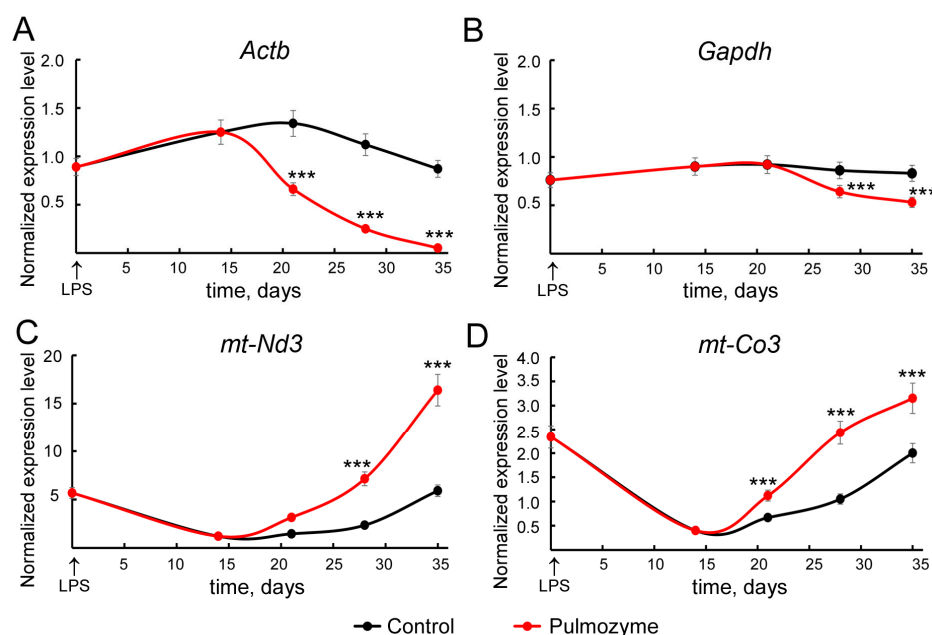 A
Actb
Normalized expression level
2.0
1.5
1.0
0.5
***
***
***
5
10
15
20
25
30
35
↑
LPS
time, days
B
Gapdh
Normalized expression level
2.0
1.5
1.0
0.5
***
***
5
10
15
20
25
30
35
↑
LPS
time, days
C
mt-Nd3
Normalized expression level
20
15
10
5
***
***
5
10
15
20
25
30
35
↑
LPS
time, days
D
mt-Co3
Normalized expression level
4.0
3.5
3.0
2.5
2.0
1.5
1.0
0.5
***
***
***
5
10
15
20
25
30
35
↑
LPS
time, days
Control
Pulmozyme